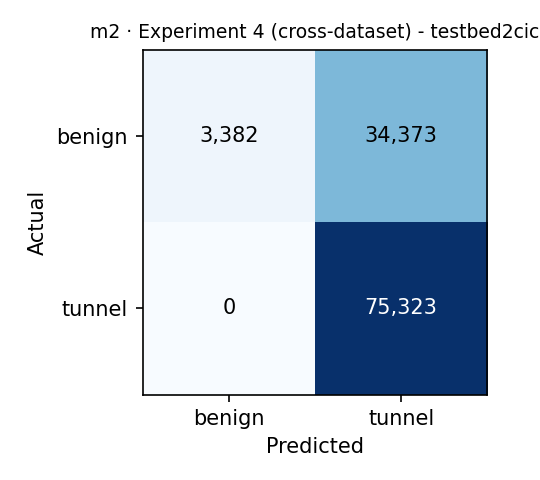 m2 · Experiment 4 (cross-dataset) - testbed2cic
benign
3,382
34,373
Actual
tunnel
0
75,323
benign
tunnel
Predicted